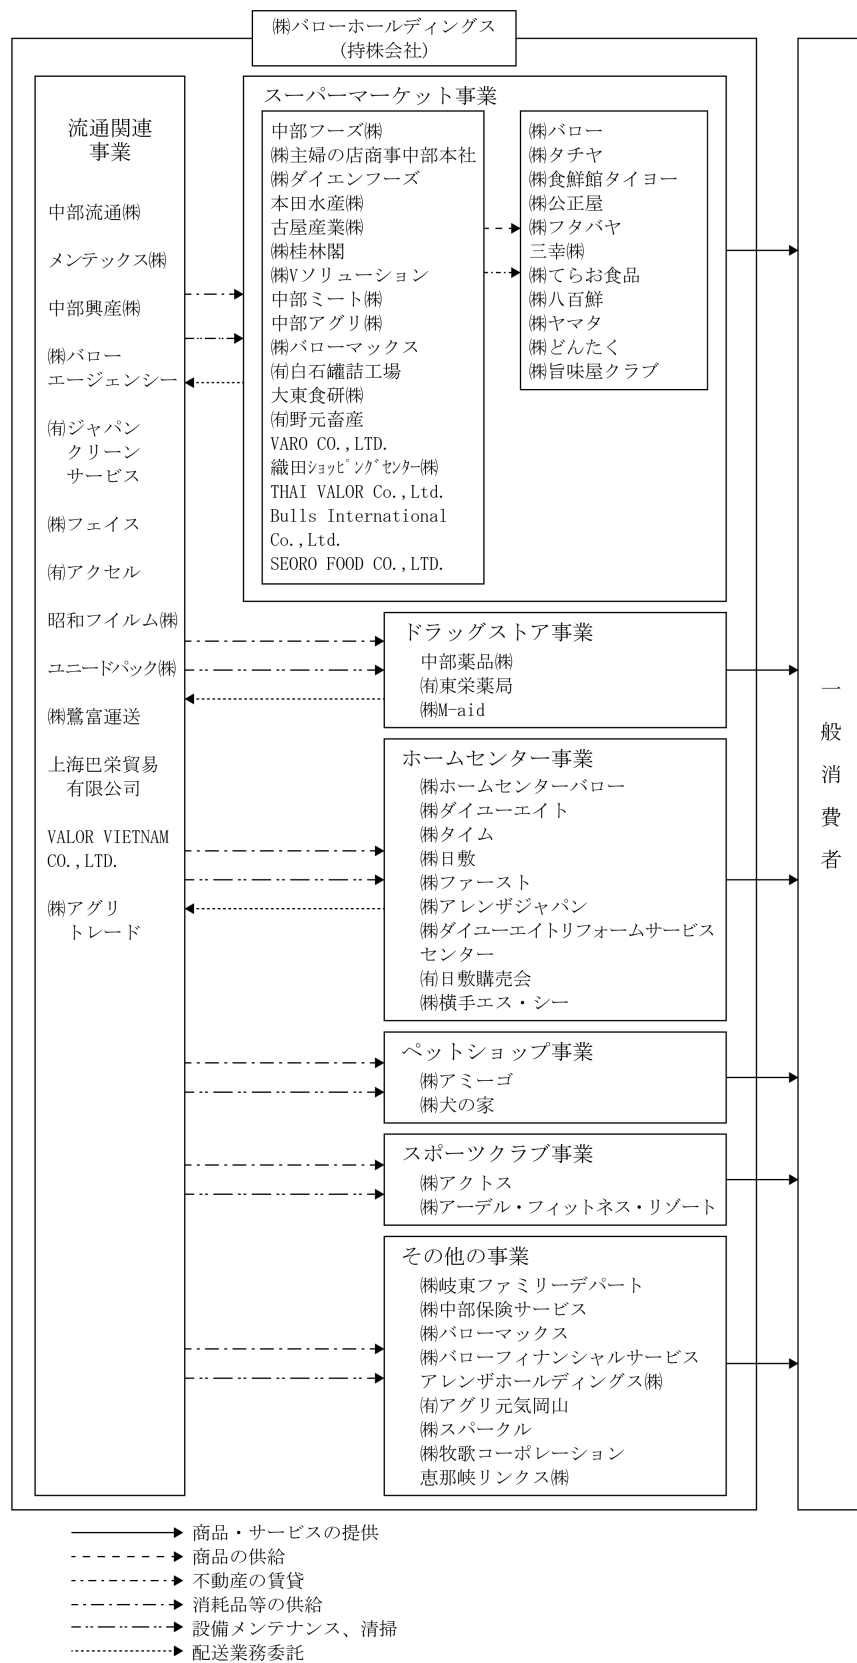 ㈱バローホールディングス
(持株会社)
流通関連
事業
中部流通㈱
メンテックス㈱
中部興産㈱
㈱バロー
エージェンシー
㈲ジャパン
クリーン
サービス
㈱フェイス
㈲アクセル
昭和フイルム㈱
ユニードパック㈱
㈱鷺富運送
上海巴栄貿易
有限公司
VALOR VIETNAM
CO.,LTD.
㈱アグリ
トレード
スーパーマーケット事業
中部フーズ㈱
㈱主婦の店商事中部本社
㈱ダイエンフーズ
本田水産㈱
古屋産業㈱
㈱桂林閣
㈱Vソリューション
中部ミート㈱
中部アグリ㈱
㈱バローマックス
㈲白石罐詰工場
大東食研㈱
㈲野元畜産
VARO CO.,LTD.
織田ｼｮｯﾋﾟﾝｸﾞｾﾝﾀｰ㈱
THAI VALOR Co.,Ltd.
Bulls International
Co.,Ltd.
SEORO FOOD CO.,LTD.
㈱バロー
㈱タチヤ
㈱食鮮館タイヨー
㈱公正屋
㈱フタバヤ
三幸㈱
㈱てらお食品
㈱八百鮮
㈱ヤマタ
㈱どんたく
㈱旨味屋クラブ
ドラッグストア事業
中部薬品㈱
㈲東栄薬局
㈱M-aid
ホームセンター事業
㈱ホームセンターバロー
㈱ダイユーエイト
㈱タイム
㈱日敷
㈱ファースト
㈱アレンザジャパン
㈱ダイユーエイトリフォームサービス
センター
㈲日敷購売会
㈱横手エス・シー
ペットショップ事業
㈱アミーゴ
㈱犬の家
スポーツクラブ事業
㈱アクトス
㈱アーデル・フィットネス・リゾート
その他の事業
㈱岐東ファミリーデパート
㈱中部保険サービス
㈱バローマックス
㈱バローフィナンシャルサービス
アレンザホールディングス㈱
㈲アグリ元気岡山
㈱スパークル
㈱牧歌コーポレーション
恵那峡リンクス㈱
一般消費者
商品・サービスの提供
商品の供給
不動産の賃貸
消耗品等の供給
設備メンテナンス、清掃
配送業務委託